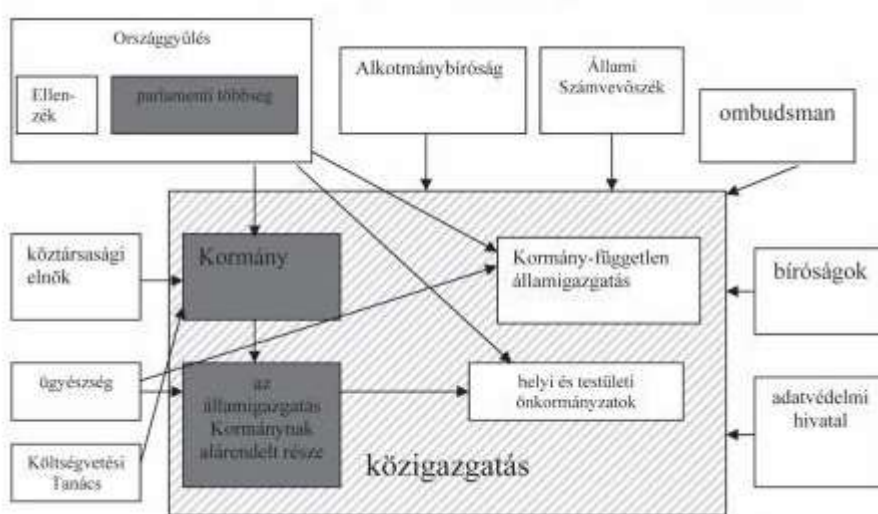 Országgyűlés
Ellen-
zék
parlamenti többség
Alkotmánybíróság
Állami
Számvevőszék
ombudsman
köztársasági
elnök
Kormány
Kormány-független
államigazgatás
bíróságok
ügyészség
az
államigazgatás
Kormánynak
alárendelt része
helyi és testületi
önkormányzatok
adatvédelmi
hivatal
Költségvetési
Tanács
közigazgatás